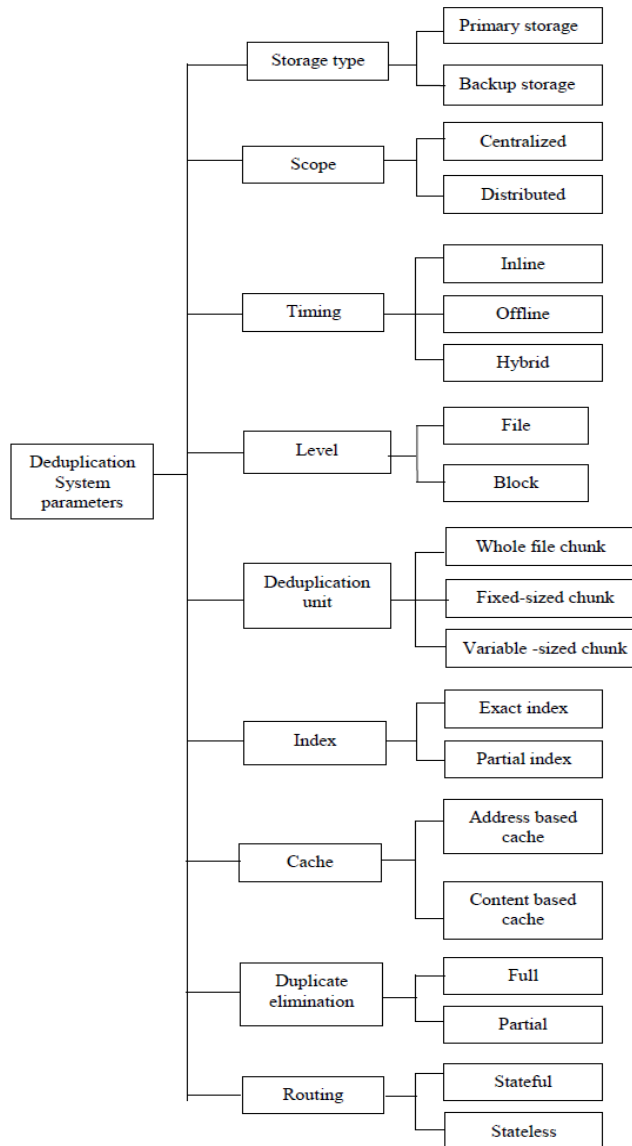 Primary storage
Storage type
Backup storage
Centralized
Scope
Distributed
Inline
Timing
Offline
Hybrid
File
Level
Block
Deduplication
System
parameters
Whole file chunk
Deduplication
unit
Fixed-sized chunk
Variable -sized chunk
Exact index
Index
Partial index
Address based
cache
Cache
Content based
cache
Duplicate
elimination
Full
Partial
Routing
Stateful
Stateless